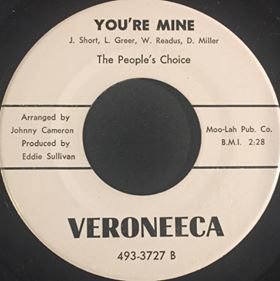 YOU'RE MINE
J. Short, L. Greer, W. Readus, D. Miller
The People's Choice
Arranged by
Johnny Cameron
Produced by
Eddie Sullivan
Moo-Lah Pub. Co.
B.M.I. 2:28
VERONEECA
493-3727 B